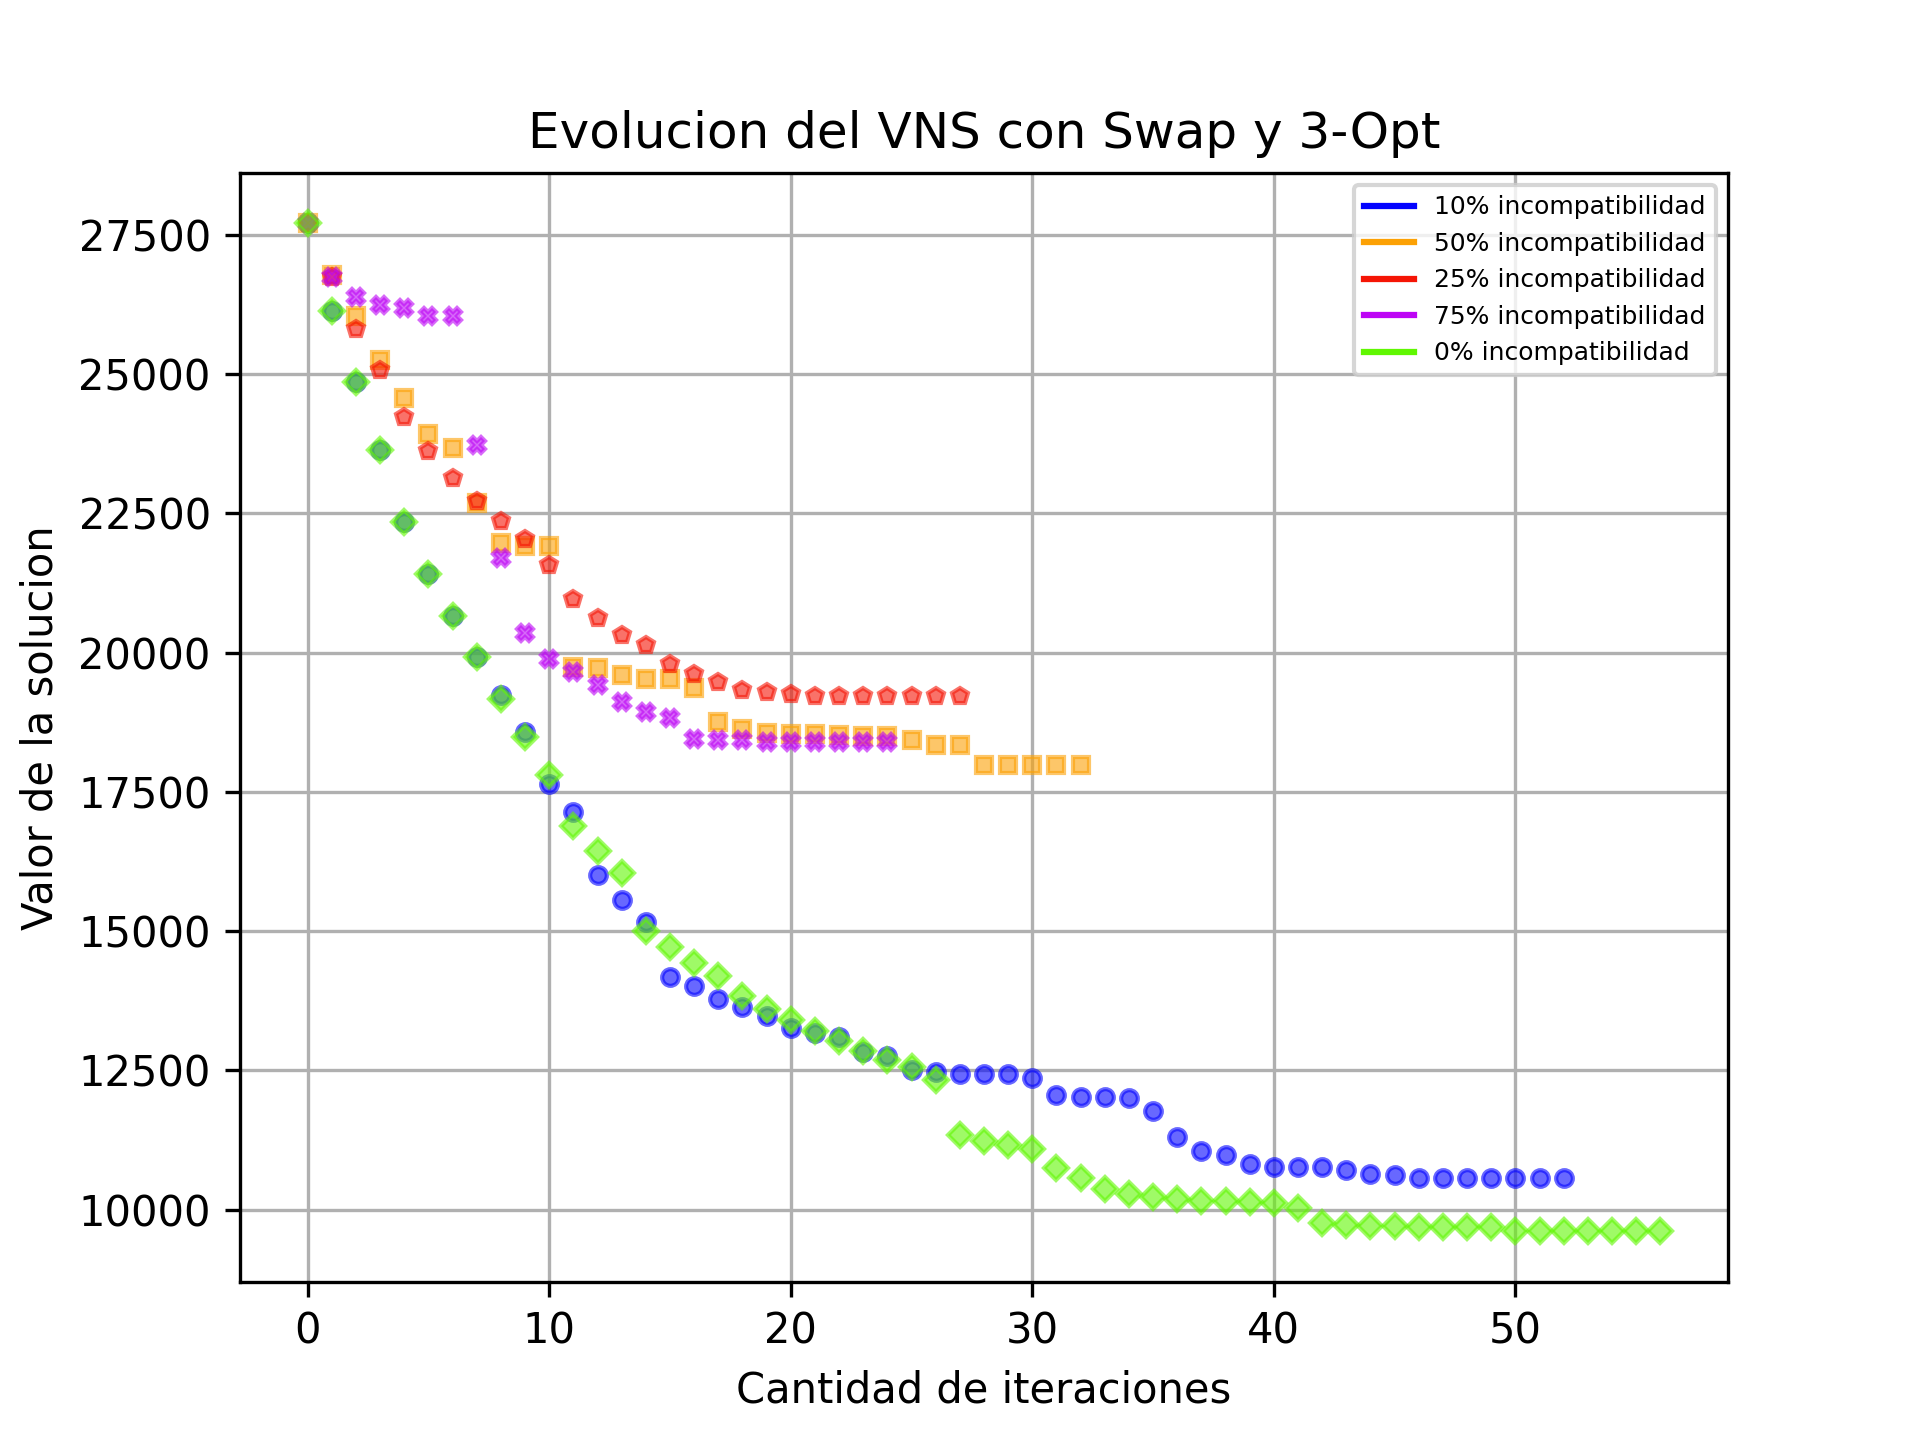 Evolucion del VNS con Swap y 3-Opt
10% incompatibilidad
50% incompatibilidad
25% incompatibilidad
75% incompatibilidad
0% incompatibilidad
Valor de la solucion
27500
25000
22500
20000
17500
15000
12500
10000
0 10 20 30 40 50
Cantidad de iteraciones